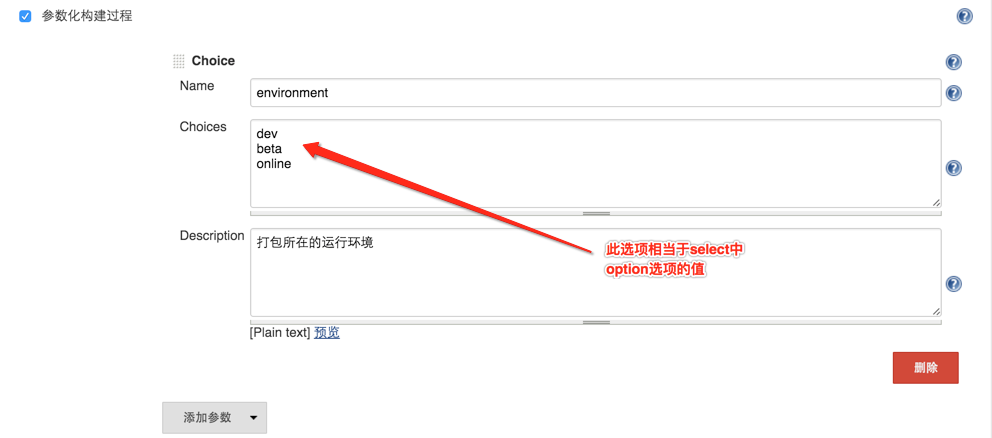 参数化构建过程
Choice
Name
environment
Choices
dev
beta
online
Description
打包所在的运行环境
此选项相当于select中
option选项的值
[Plain text] 预览
删除
添加参数